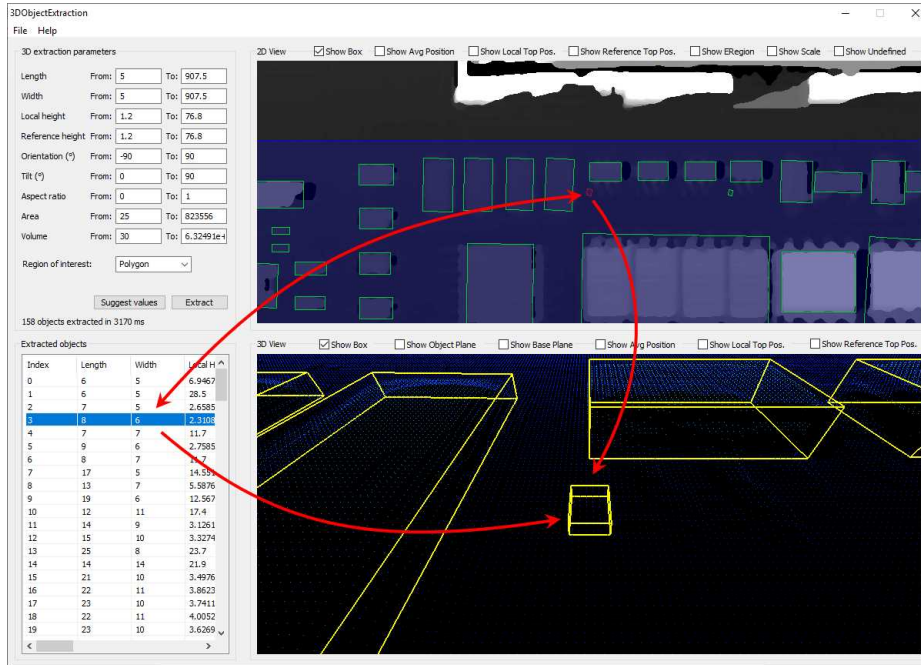 3DObjectExtraction
File Help
3D extraction parameters
Length From: 5 To: 907.5
Width From: 5 To: 907.5
Local height From: 1.2 To: 76.8
Reference height From: 1.2 To: 76.8
Orientation (°) From: -90 To: 90
Tilt (°) From: 0 To: 90
Aspect ratio From: 0 To: 1
Area From: 25 To: 823556
Volume From: 30 To: 6.32491e+
Region of interest: Polygon
Suggest values Extract
158 objects extracted in 3170 ms
2D View Show Box Show Avg Position Show Local Top Pos. Show Reference Top Pos. Show ERegion Show Scale Show Undefined
Extracted objects
Index Length Width Local H
0 6 5 6.9467
1 6 5 28.5
2 7 5 2.6585
3 8 6 2.3108
4 7 7 11.7
5 9 6 2.7585
6 8 7
7 17 5 14.551
8 13 7 5.5876
9 19 6 12.567
10 12 11 17.4
11 14 9 3.1261
12 15 10 3.3274
13 25 8 23.7
14 14 14 21.9
15 21 10 3.4976
16 22 11 3.8623
17 23 10 3.7411
18 22 11 4.0052
19 23 10 3.6269
3D View Show Box Show Object Plane Show Base Plane Show Avg Position Show Local Top Pos. Show Reference Top Pos.